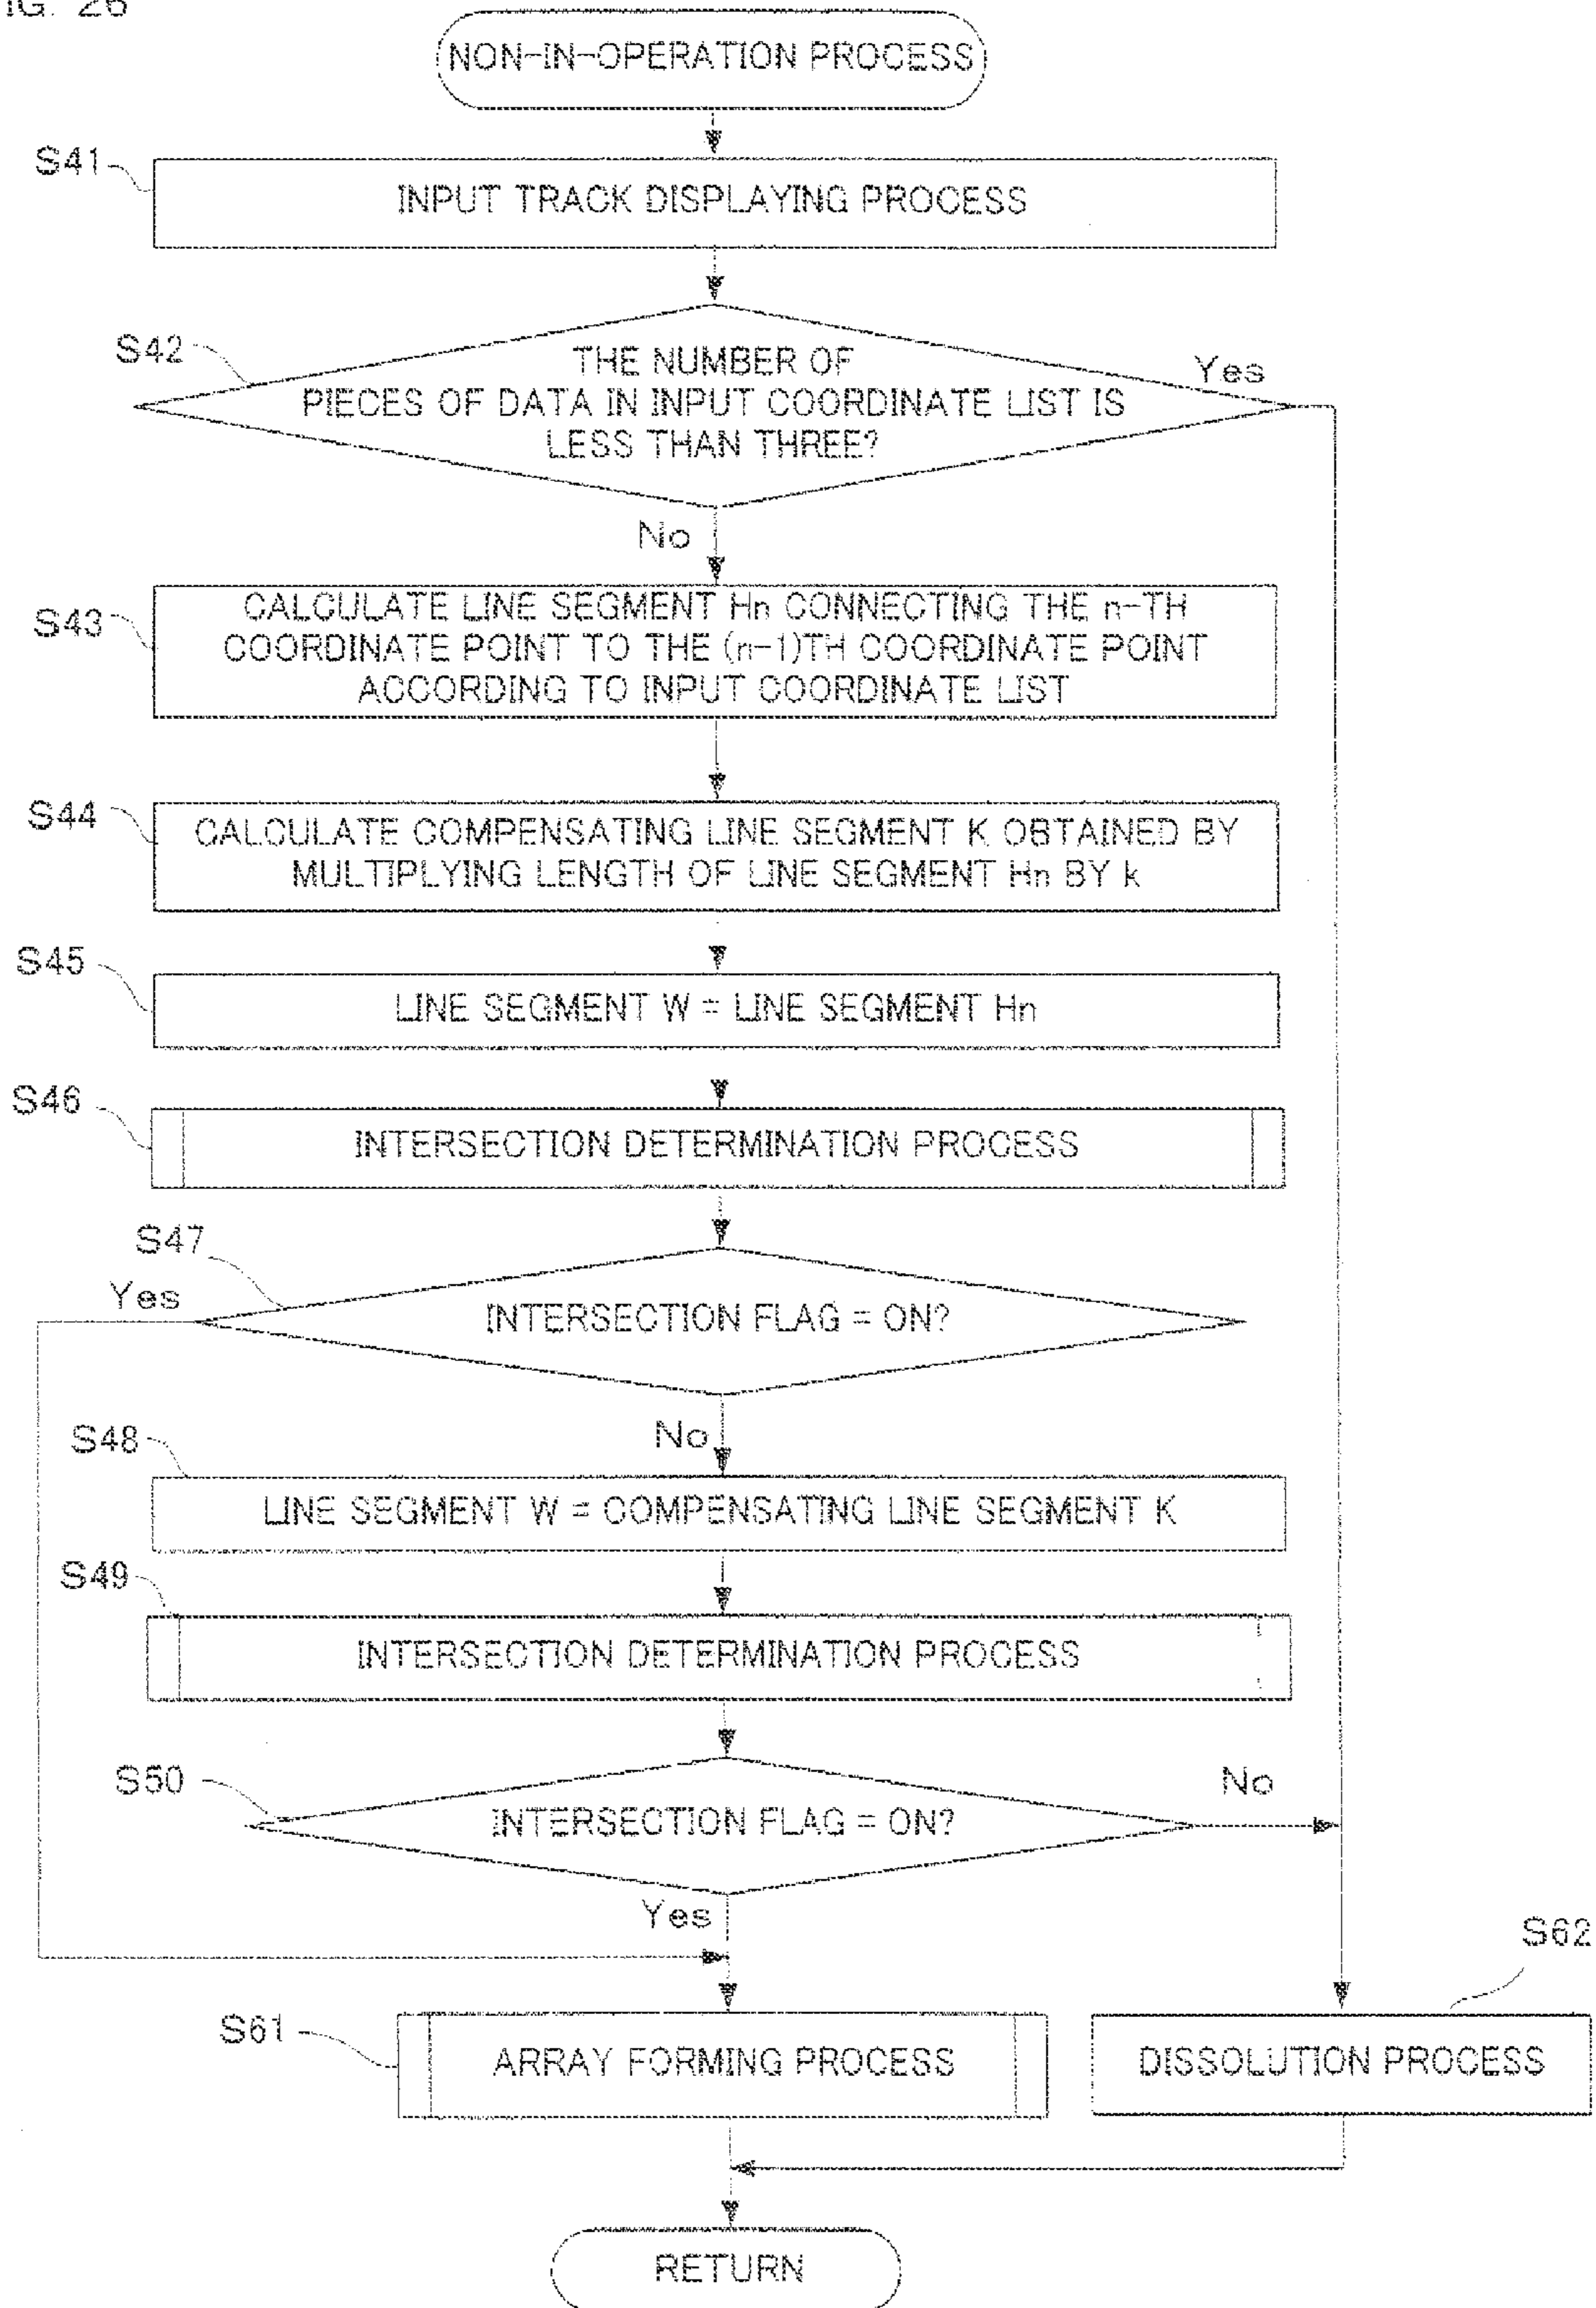 FIG. 26
NON-IN-OPERATION PROCESS
S41
INPUT TRACK DISPLAYING PROCESS
S42
THE NUMBER OF
PIECES OF DATA IN INPUT COORDINATE LIST IS
LESS THAN THREE?
Yes
No
S43
CALCULATE LINE SEGMENT Hn CONNECTING THE n-TH
COORDINATE POINT TO THE (n-1)TH COORDINATE POINT
ACCORDING TO INPUT COORDINATE LIST
S44
CALCULATE COMPENSATING LINE SEGMENT K OBTAINED BY
MULTIPLYING LENGTH OF LINE SEGMENT Hn BY k
S45
LINE SEGMENT W = LINE SEGMENT Hn
S46
INTERSECTION DETERMINATION PROCESS
S47
Yes
INTERSECTION FLAG = ON?
No
S48
LINE SEGMENT W = COMPENSATING LINE SEGMENT K
S49
INTERSECTION DETERMINATION PROCESS
S50
INTERSECTION FLAG = ON?
No
Yes
S61
ARRAY FORMING PROCESS
S62
DISSOLUTION PROCESS
RETURN